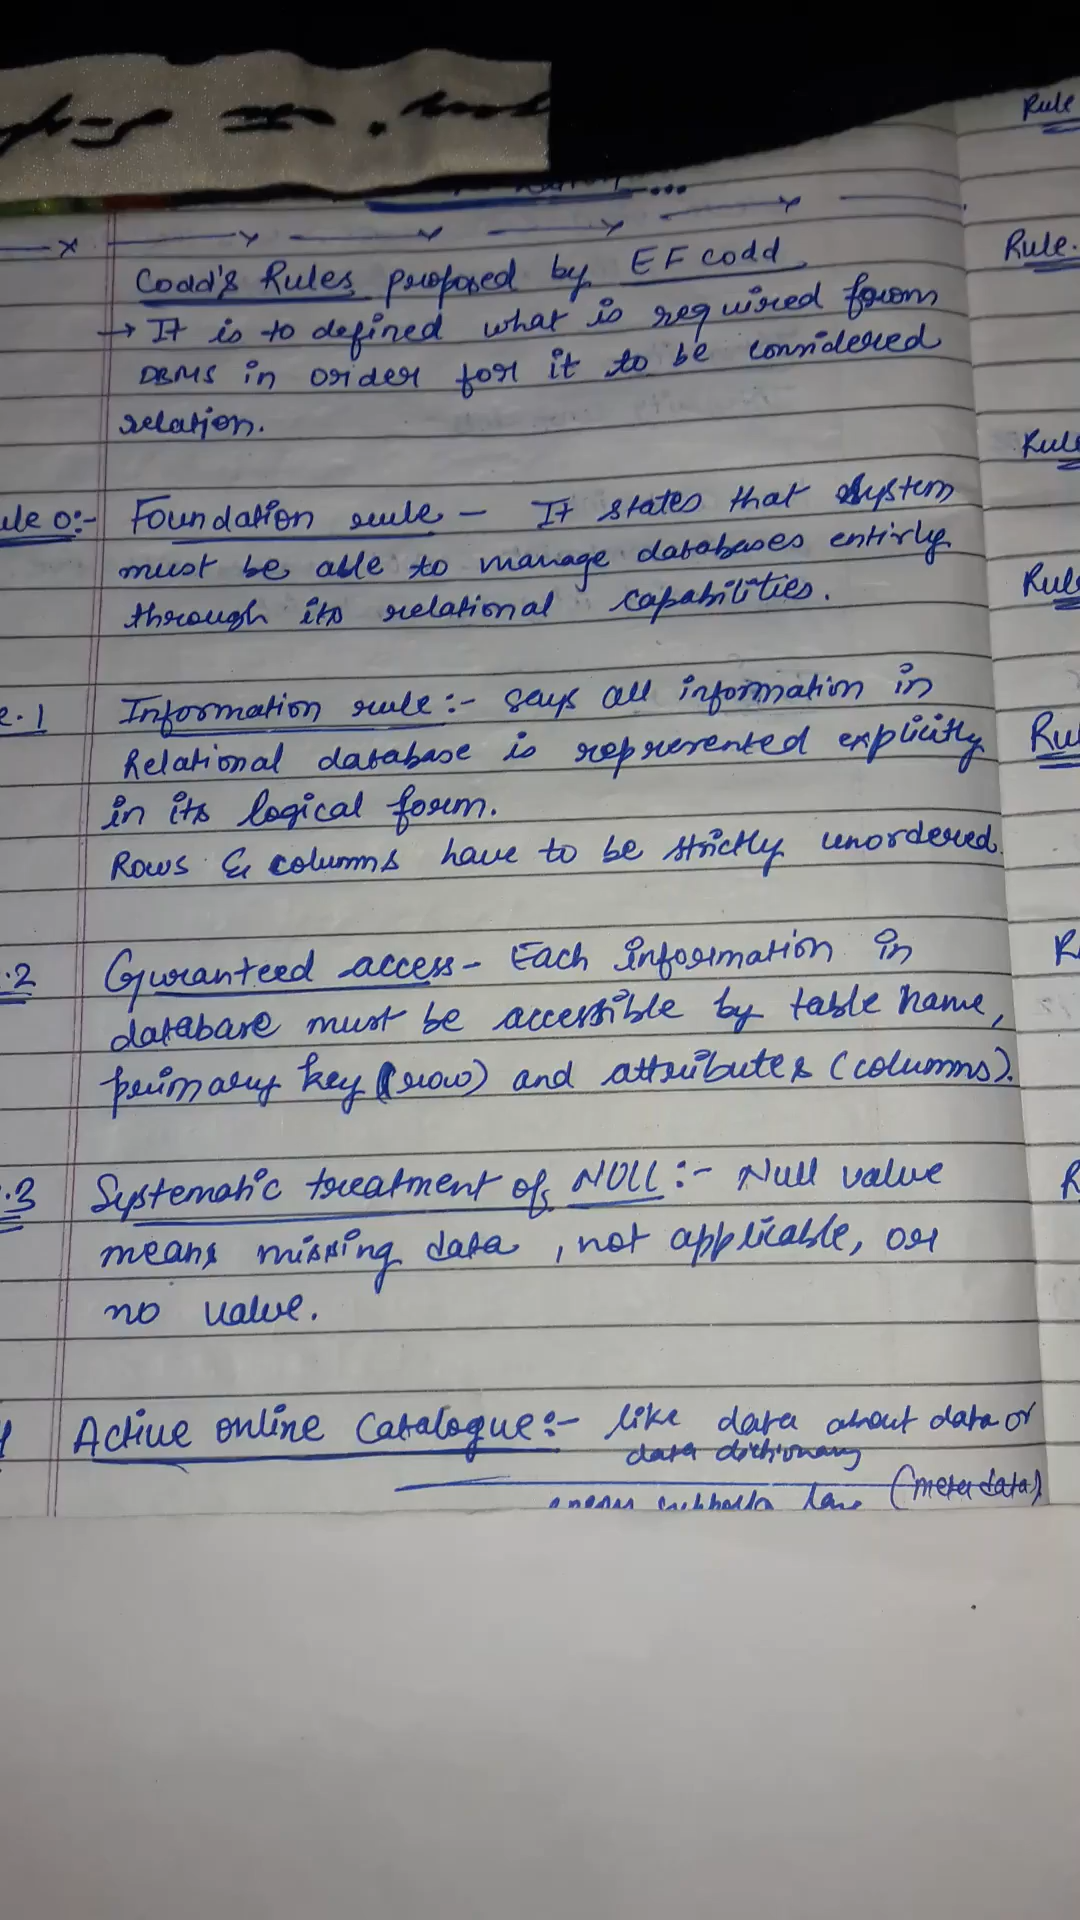 Rule
Codd's Rules proposed by EF codd
Rule.
→ It is to defined what is required from
DBMS in order for it to be considered
relation.
Rule
ule 0:- Foundation rule - It states that system
must be able to manage databases entirly
Rule
through its relational capabilities.
e.1 Information rule:- says all information in
Relational database is represented explicitly
Ru
in its logical form.
Rows & columns have to be strictly unordered.
.2 Guranteed access - Each information in
R
database must be accessible by table name,
primary key (row) and attributes (columns).
.3 Systematic treatment of NULL:- Null value
R
means missing data, not applicable, or
no value.
Active online Catalogue:- like data about data or
data dictionary
(meta data)